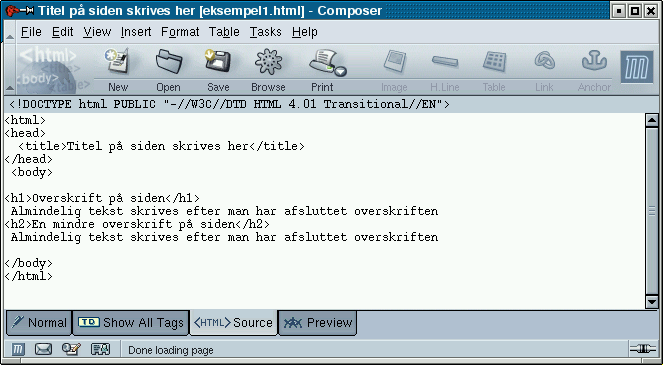 Titel på siden skrives her [eksempel1.html] - Composer
File Edit View Insert Format Table Tasks Help
<html>
<body>
New Open Save Browse Print Image H.Line Table Link Anchor
<!DOCTYPE html PUBLIC "-//W3C//DTD HTML 4.01 Transitional//EN">
<html>
<head>
<title>Titel på siden skrives her</title>
</head>
<body>
<h1>Overskrift på siden</h1>
Almindelig tekst skrives efter man har afsluttet overskriften
<h2>En mindre overskrift på siden</h2>
Almindelig tekst skrives efter man har afsluttet overskriften
</body>
</html>
Normal TD Show All Tags <HTML> Source Preview
Done loading page